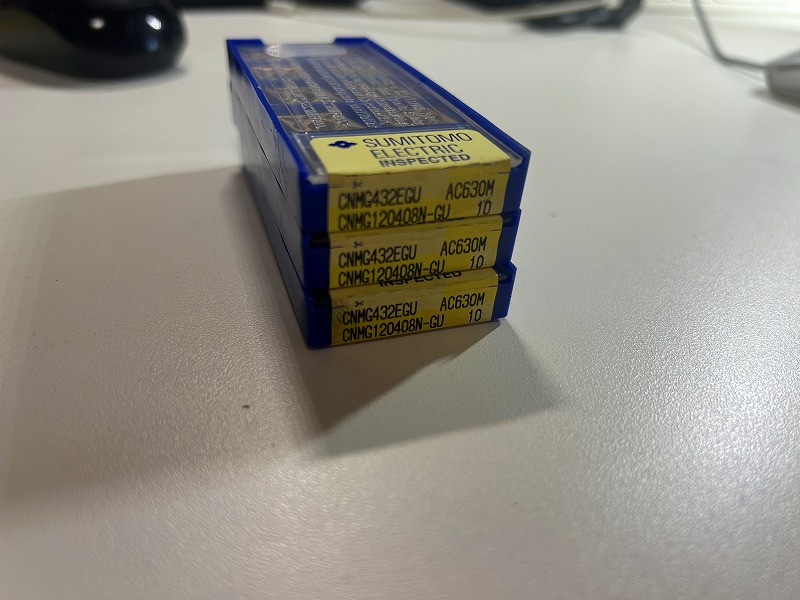 SUMITOMO
ELECTRIC
INSPECTED
CNMG432EGU AC630M
CNMG120408N-GU 10
CNMG432EGU AC630M
CNMG120408N-GU 10
INSPECTED
CNMG432EGU AC630M
CNMG120408N-GU 10